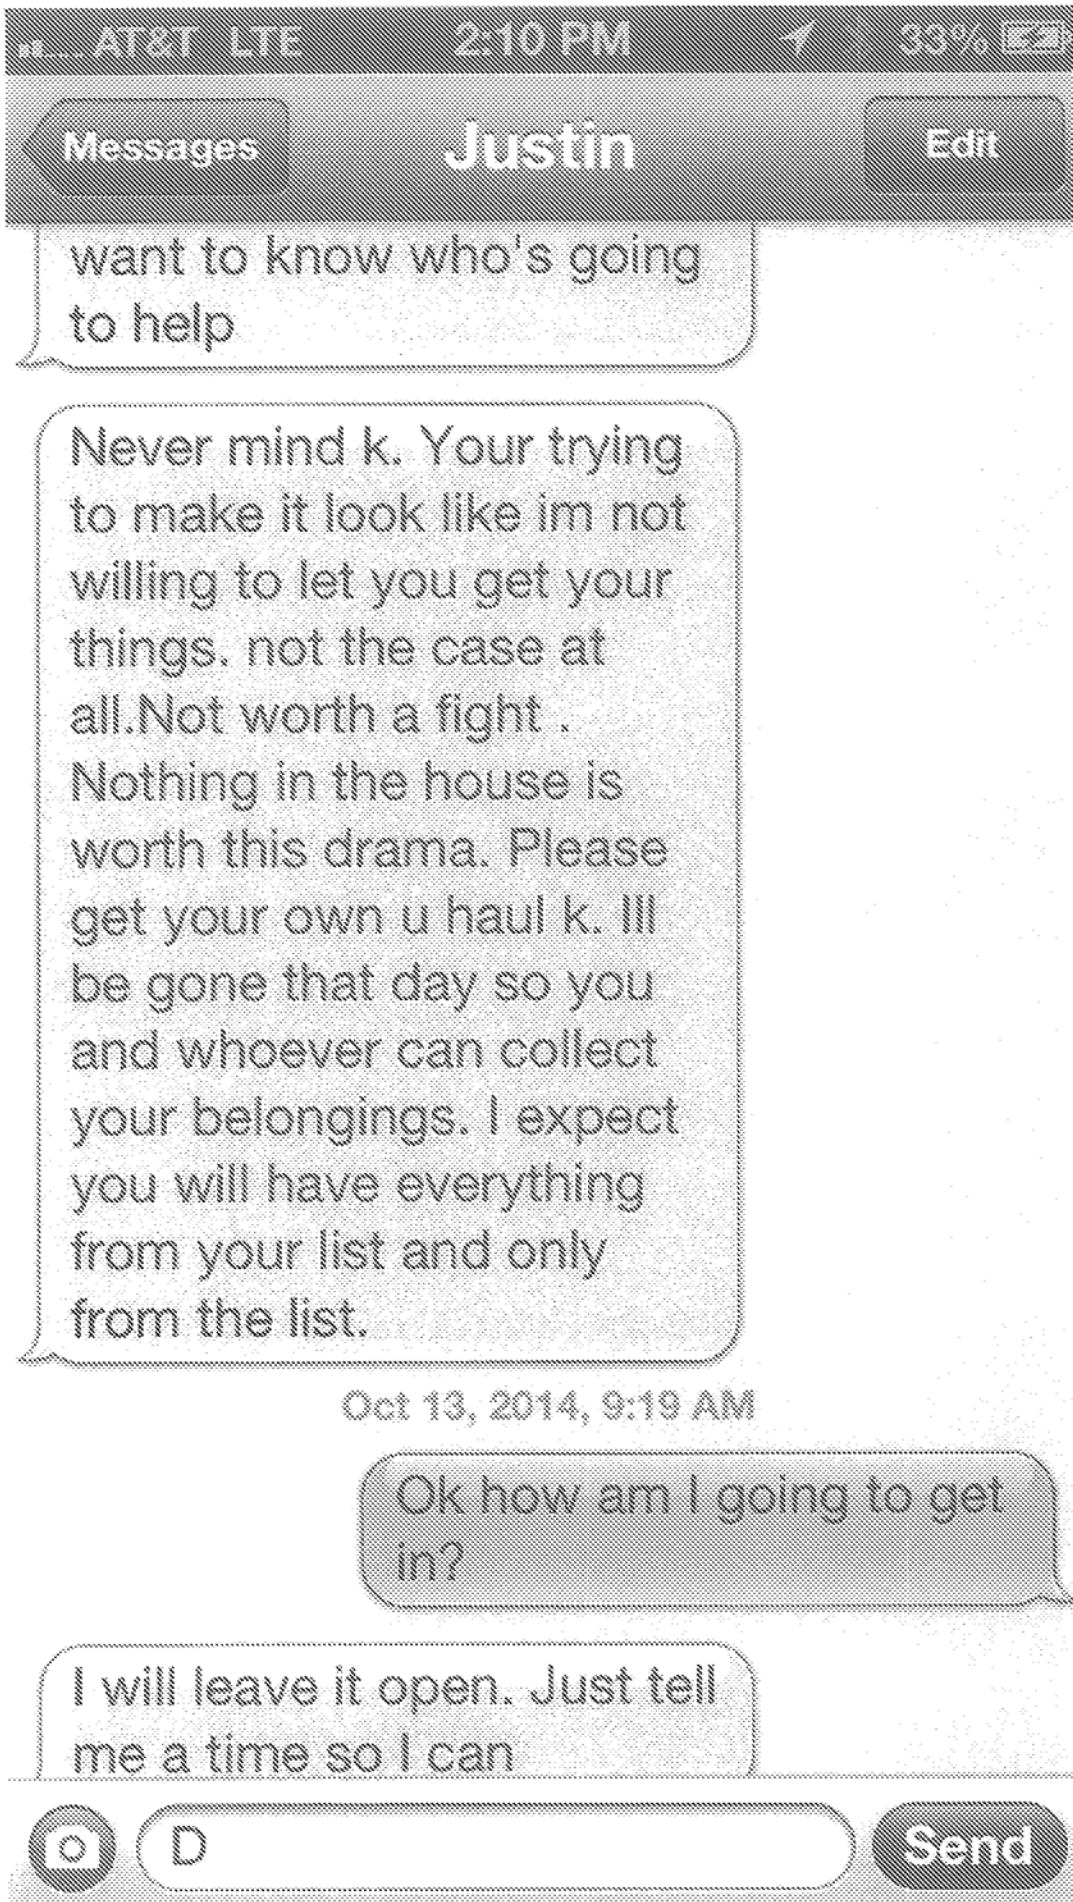 AT&T LTE 2:10 PM 33%
Messages Justin Edit
want to know who's going
to help
Never mind k. Your trying
to make it look like im not
willing to let you get your
things. not the case at
all.Not worth a fight .
Nothing in the house is
worth this drama. Please
get your own u haul k. Ill
be gone that day so you
and whoever can collect
your belongings. I expect
you will have everything
from your list and only
from the list.
Oct 13, 2014, 9:19 AM
Ok how am I going to get
in?
I will leave it open. Just tell
me a time so I can
D Send